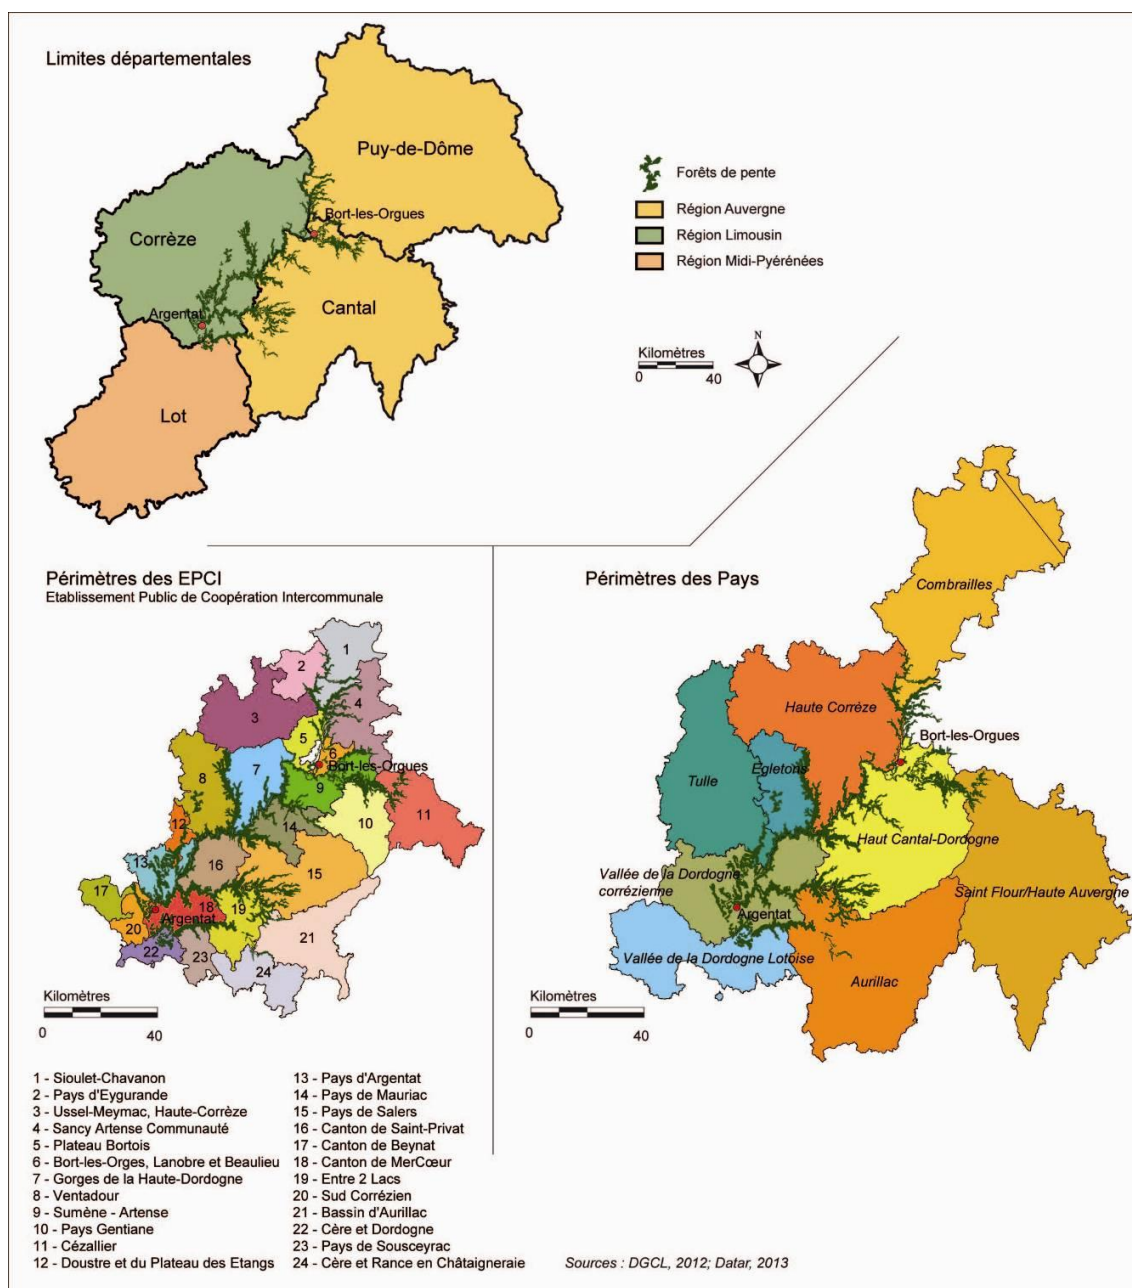 Limites départementales
Puy-de-Dôme
Bort-les-Orgues
Corrèze
Argentat
Cantal
Lot
Forêts de pente
Région Auvergne
Région Limousin
Région Midi-Pyérénées
Kilomètres
0 40
N
Périmètres des EPCI
Etablissement Public de Coopération Intercommunale
1
2
3
4
5
6
Bort-les-Orgues
7
8
9
10
11
12
13
14
15
16
17
18
Argentat
19
20
21
22
23
24
Kilomètres
0 40
1 - Sioulet-Chavanon
2 - Pays d'Eygurande
3 - Ussel-Meymac, Haute-Corrèze
4 - Sancy Artense Communauté
5 - Plateau Bortois
6 - Bort-les-Orges, Lanobre et Beaulieu
7 - Gorges de la Haute-Dordogne
8 - Ventadour
9 - Sumène - Artense
10 - Pays Gentiane
11 - Cézallier
12 - Doustre et du Plateau des Etangs
13 - Pays d'Argentat
14 - Pays de Mauriac
15 - Pays de Salers
16 - Canton de Saint-Privat
17 - Canton de Beynat
18 - Canton de MerCœur
19 - Entre 2 Lacs
20 - Sud Corrézien
21 - Bassin d'Aurillac
22 - Cère et Dordogne
23 - Pays de Sousceyrac
24 - Cère et Rance en Châtaigneraie
Périmètres des Pays
Combrailles
Haute Corrèze
Bort-les-Orgues
Tulle
Egletons
Haut Cantal-Dordogne
Vallée de la Dordogne
corrézienne
Saint Flour/Haute Auvergne
Argentat
Vallée de la Dordogne Lotoise
Aurillac
Kilomètres
0 40
Sources : DGCL, 2012; Datar, 2013